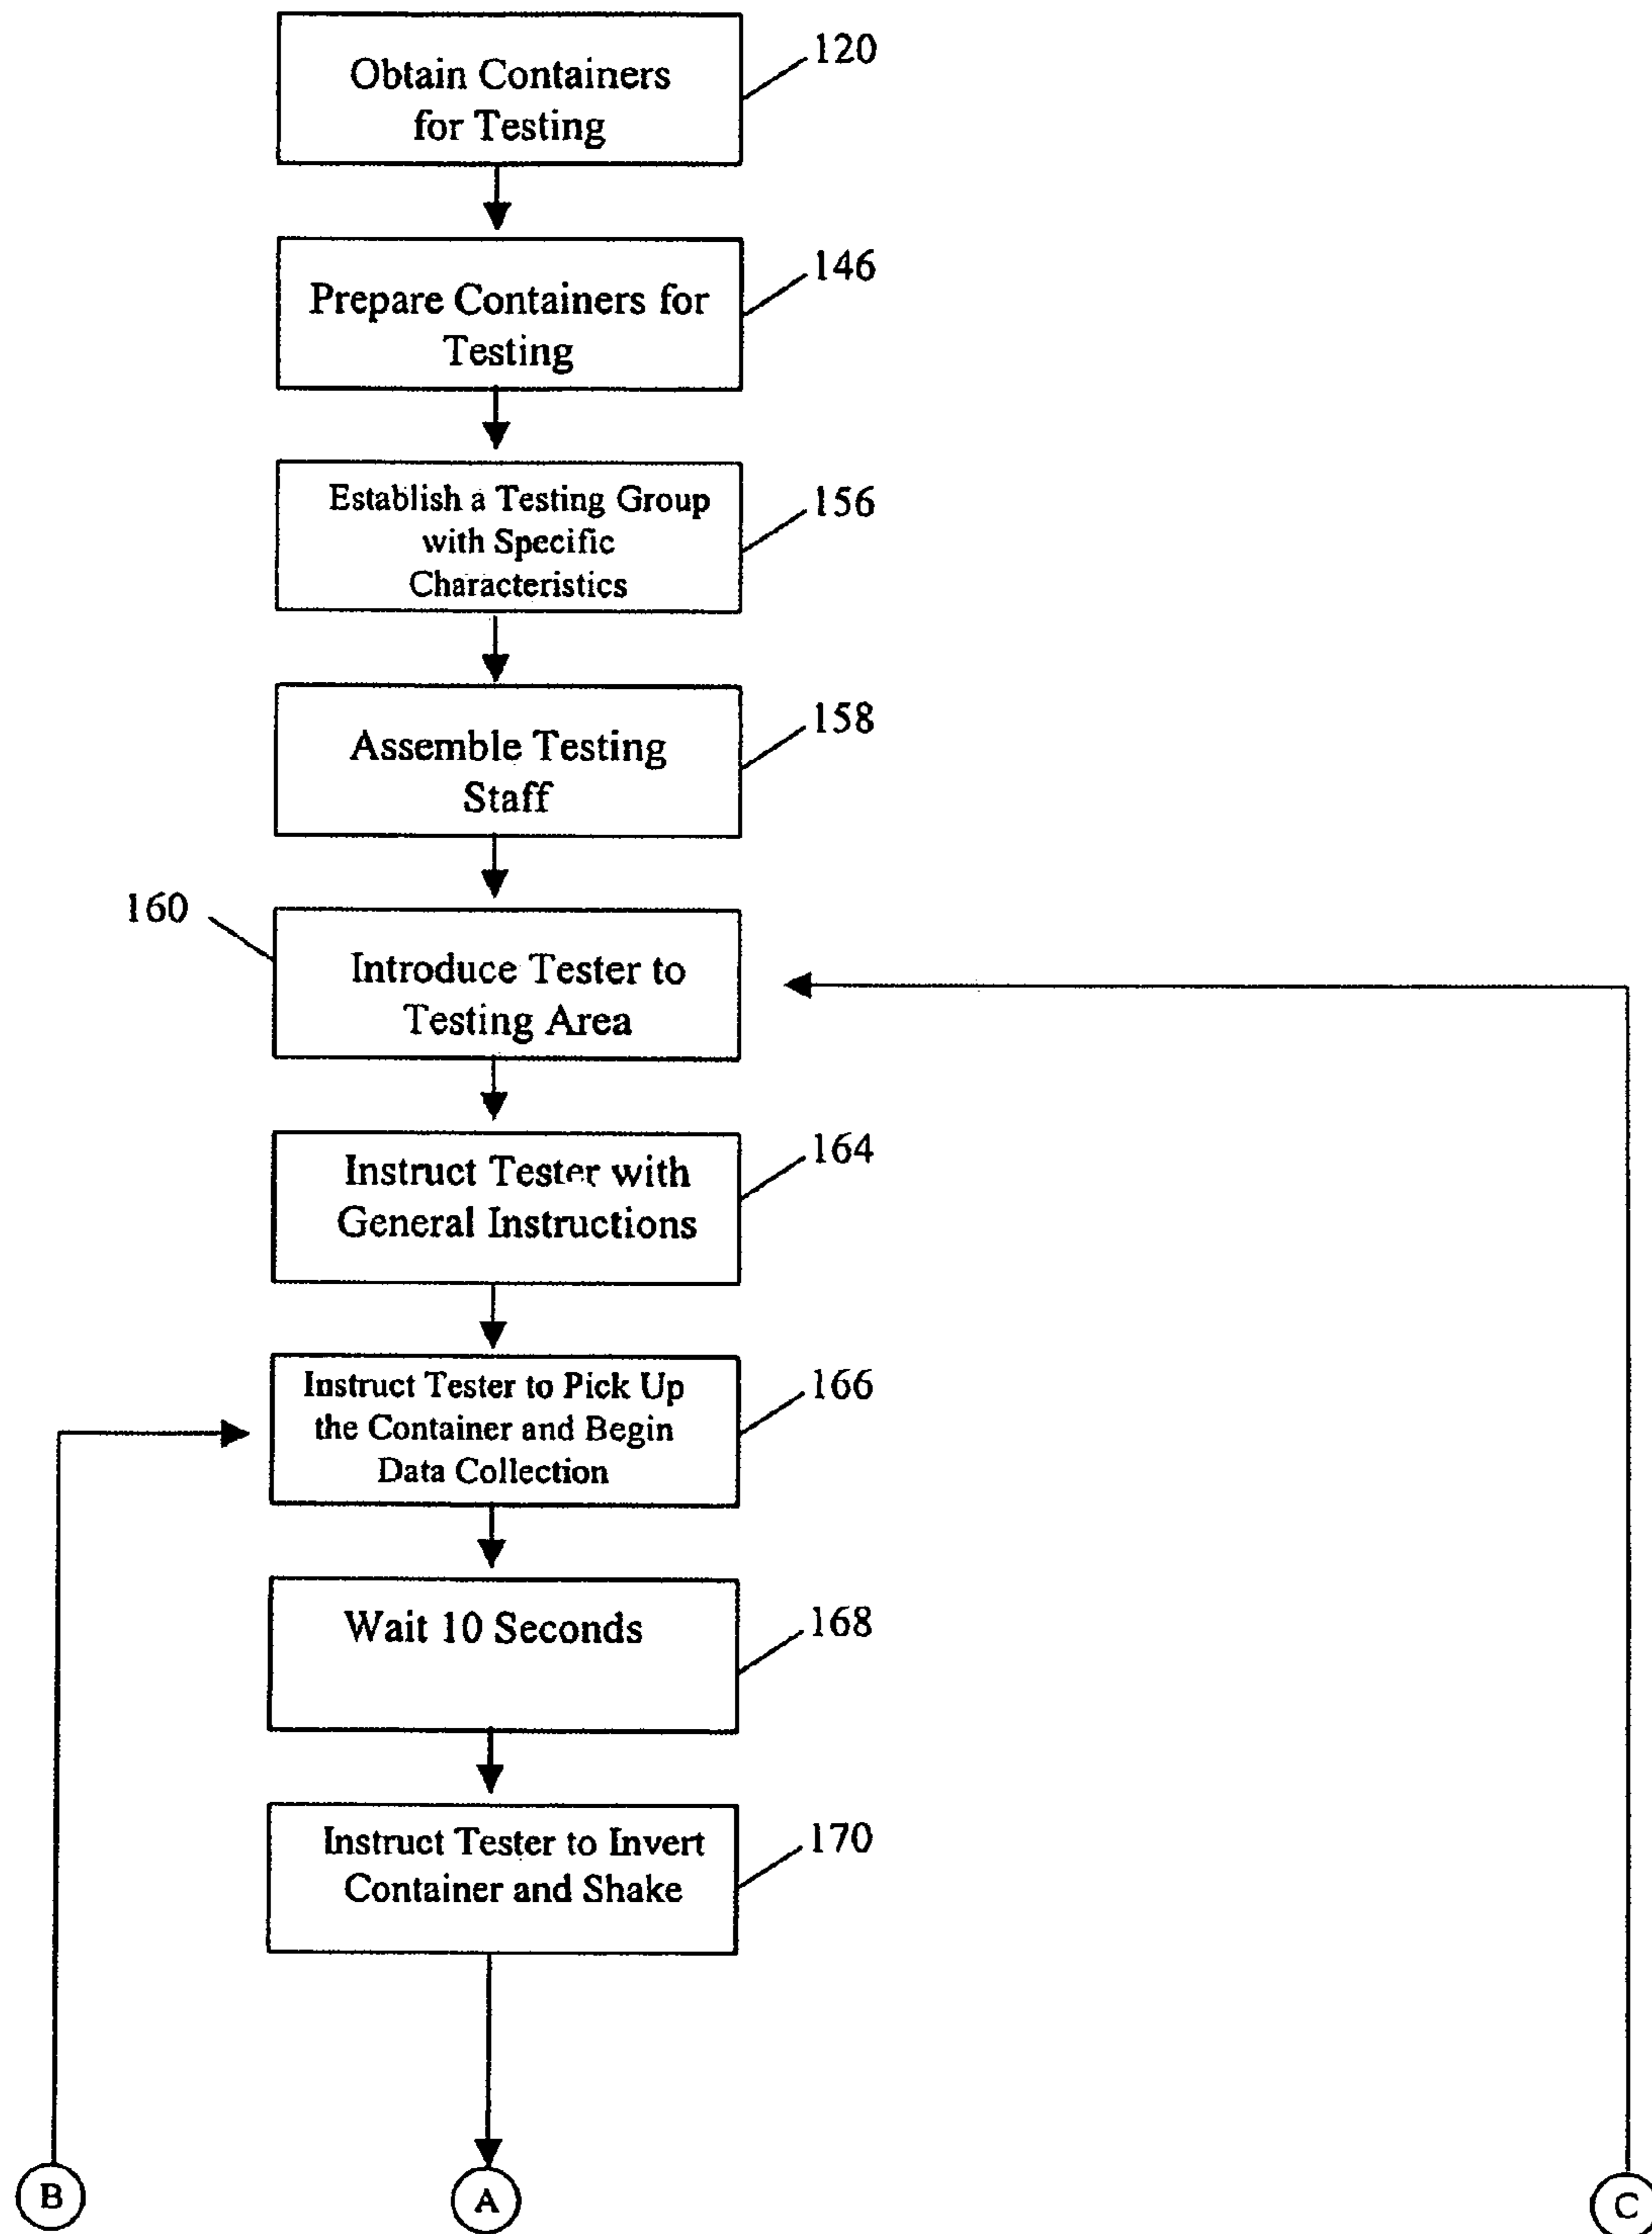 Obtain Containers
for Testing
120
Prepare Containers for
Testing
146
Establish a Testing Group
with Specific
Characteristics
156
Assemble Testing
Staff
158
160
Introduce Tester to
Testing Area
Instruct Tester with
General Instructions
164
Instruct Tester to Pick Up
the Container and Begin
Data Collection
166
Wait 10 Seconds
168
Instruct Tester to Invert
Container and Shake
170
B
A
C